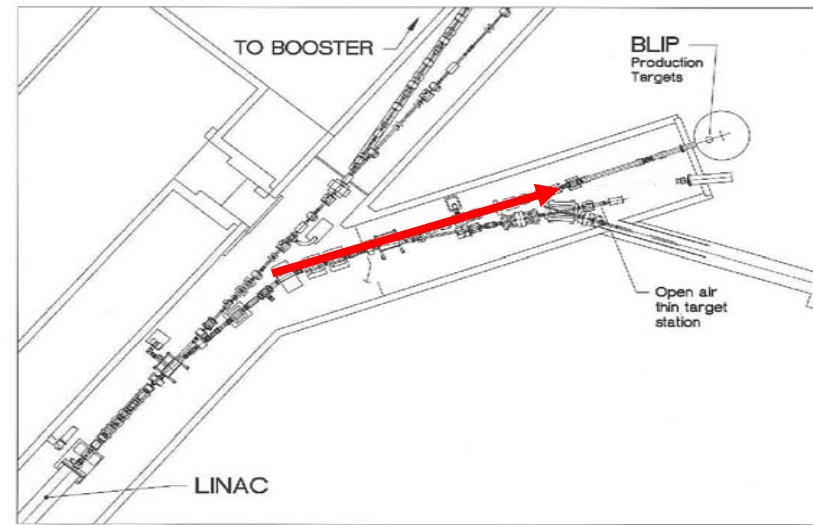 TO BOOSTER
BLIP
Production
Targets
Open air
thin target
station
LINAC